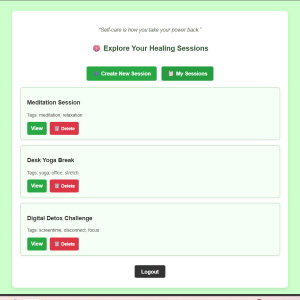 "Self-care is how you take your power back."
Explore Your Healing Sessions
Create New Session
My Sessions
Meditation Session
Tags: meditation, relaxation
View
Delete
Desk Yoga Break
Tags: yoga, office, stretch
View
Delete
Digital Detox Challenge
Tags: screentime, disconnect, focus
View
Delete
Logout